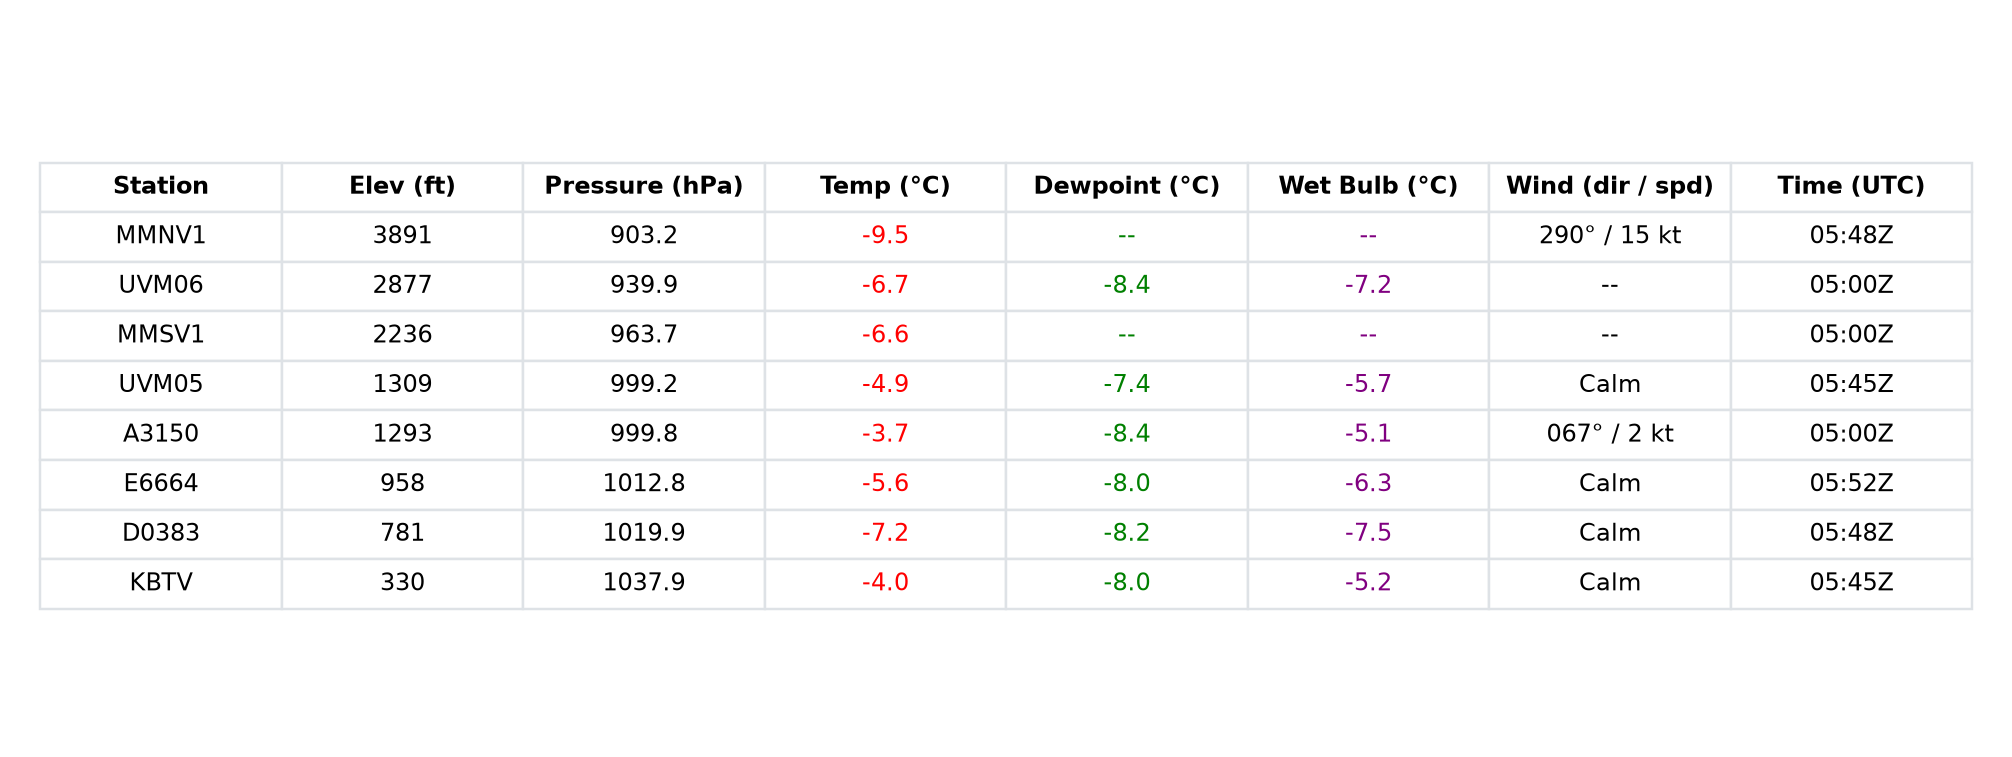 Station Elev (ft) Pressure (hPa) Temp (°C) Dewpoint (°C) Wet Bulb (°C) Wind (dir / spd) Time (UTC)
MMNV1 3891 903.2 -9.5 -- -- 290° / 15 kt 05:48Z
UVM06 2877 939.9 -6.7 -8.4 -7.2 -- 05:00Z
MMSV1 2236 963.7 -6.6 -- -- -- 05:00Z
UVM05 1309 999.2 -4.9 -7.4 -5.7 Calm 05:45Z
A3150 1293 999.8 -3.7 -8.4 -5.1 067° / 2 kt 05:00Z
E6664 958 1012.8 -5.6 -8.0 -6.3 Calm 05:52Z
D0383 781 1019.9 -7.2 -8.2 -7.5 Calm 05:48Z
KBTV 330 1037.9 -4.0 -8.0 -5.2 Calm 05:45Z